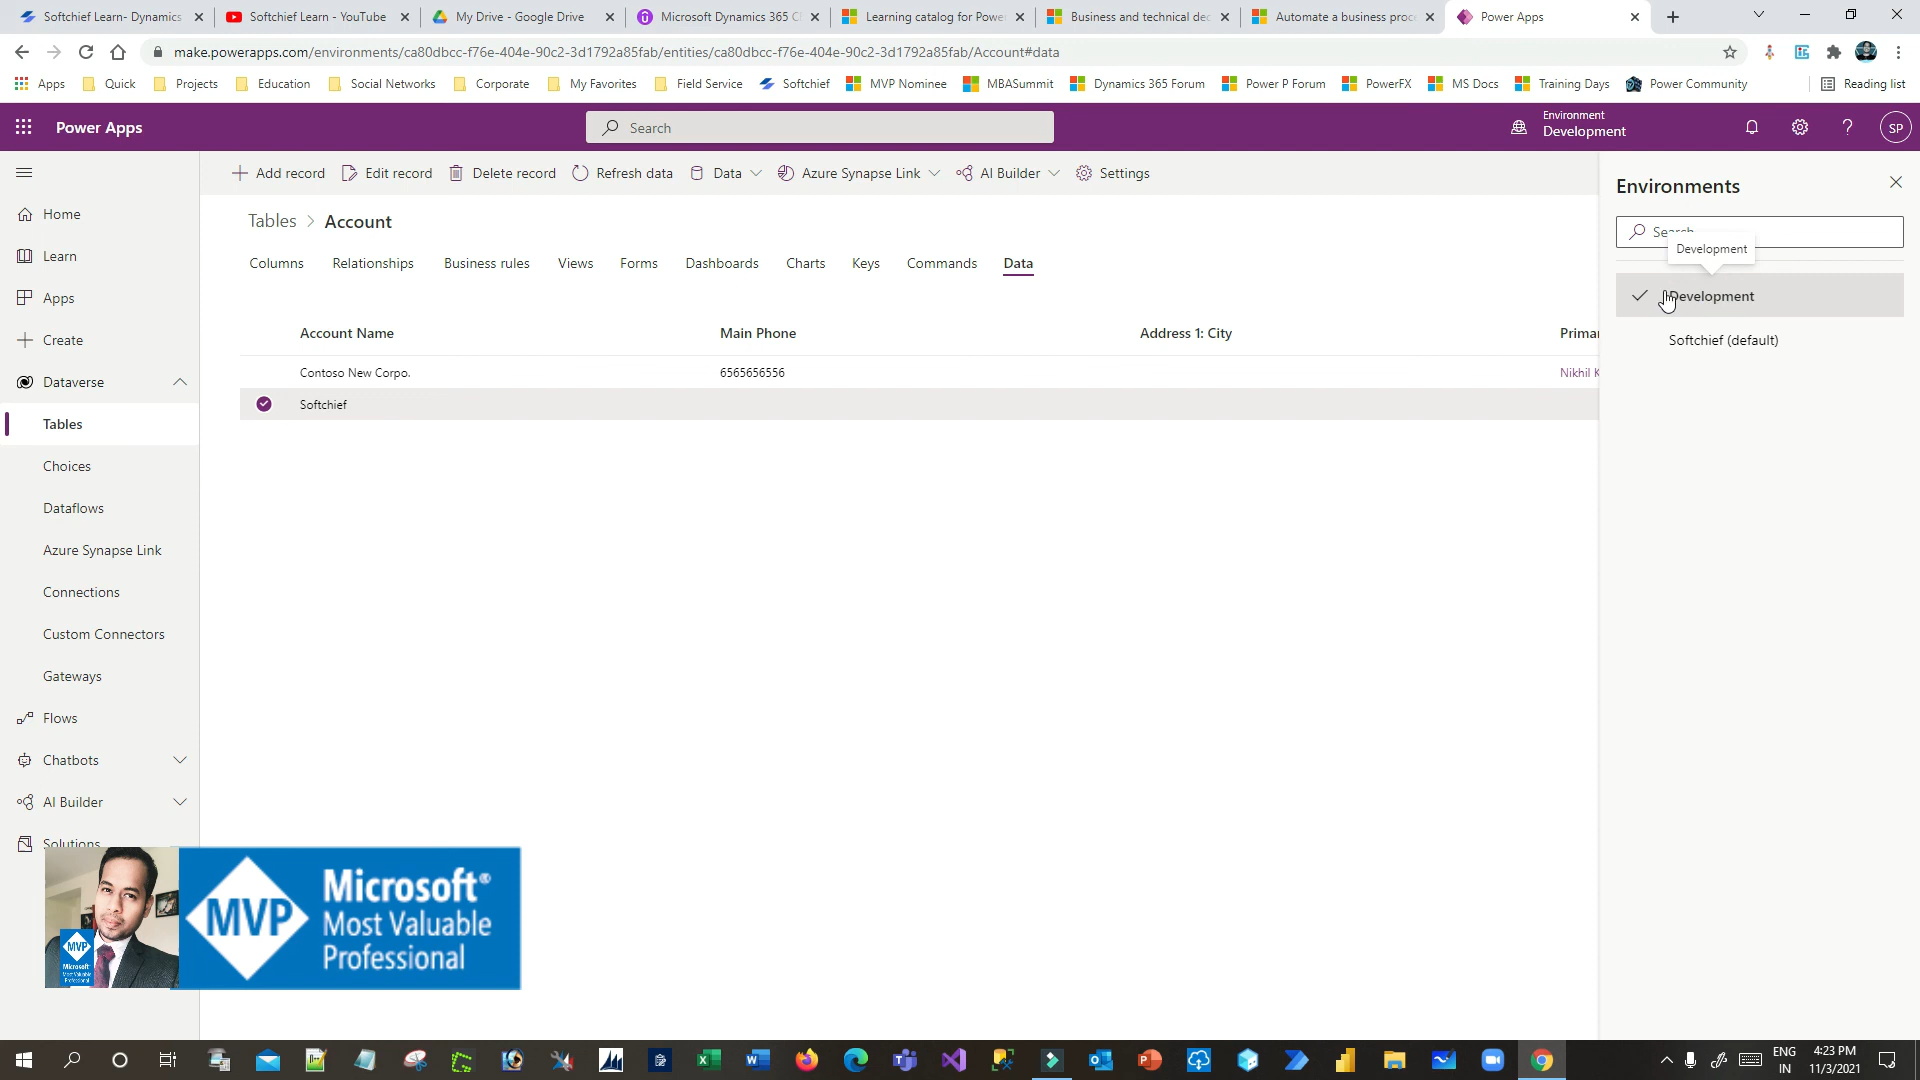 Softchief Learn- Dynamics
Softchief Learn - YouTube
My Drive - Google Drive
Microsoft Dynamics 365 C
Learning catalog for Powe
Business and technical dec
Automate a business proc
Power Apps
make.powerapps.com/environments/ca80dbcc-f76e-404e-90c2-3d1792a85fab/entities/ca80dbcc-f76e-404e-90c2-3d1792a85fab/Account#data
Apps
Quick
Projects
Education
Social Networks
Corporate
My Favorites
Field Service
Softchief
MVP Nominee
MBASummit
Dynamics 365 Forum
Power P Forum
PowerFX
MS Docs
Training Days
Power Community
Reading list
Power Apps
Search
Environment
Development
SP
Add record
Edit record
Delete record
Refresh data
Data
Azure Synapse Link
AI Builder
Settings
Home
Learn
Apps
Create
Dataverse
Tables
Choices
Dataflows
Azure Synapse Link
Connections
Custom Connectors
Gateways
Flows
Chatbots
AI Builder
Solutions
Tables > Account
Columns
Relationships
Business rules
Views
Forms
Dashboards
Charts
Keys
Commands
Data
Account Name
Main Phone
Address 1: City
Primar
Contoso New Corpo.
6565656556
Nikhil K
Softchief
Environments
Search
Development
Development
Softchief (default)
MVP
Microsoft®
Most Valuable
Professional
MVP
Microsoft
Most Valuable
Professional
ENG
IN
4:23 PM
11/3/2021